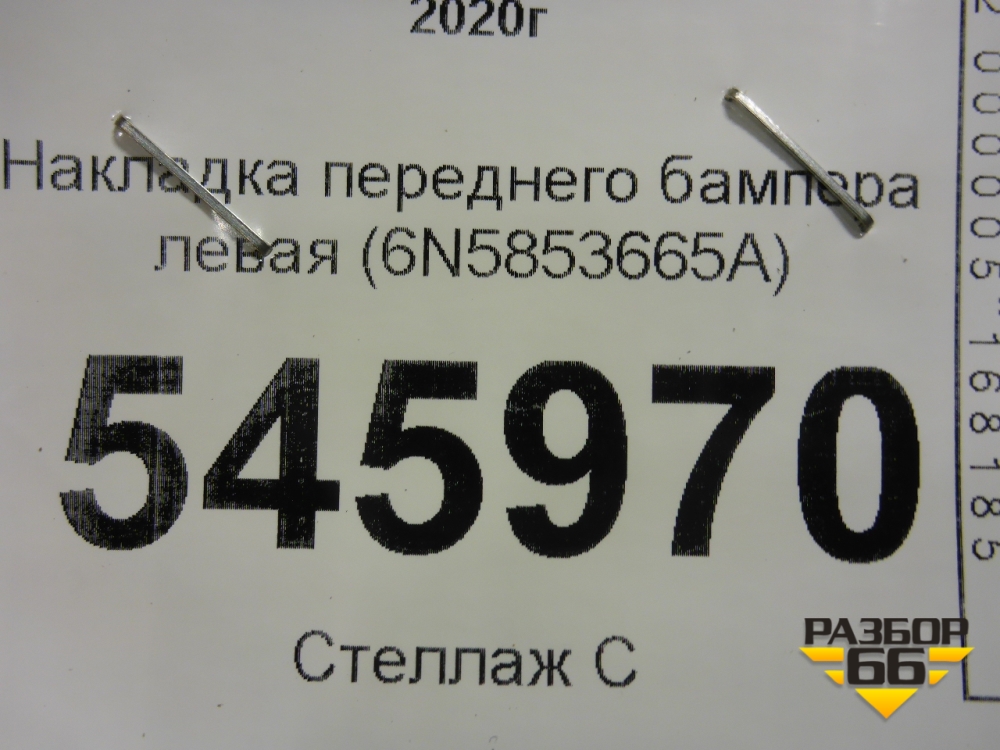 2020г
Накладка переднего бампера
левая (6N5853665A)
545970
Стеллаж С
РАЗБОР
66